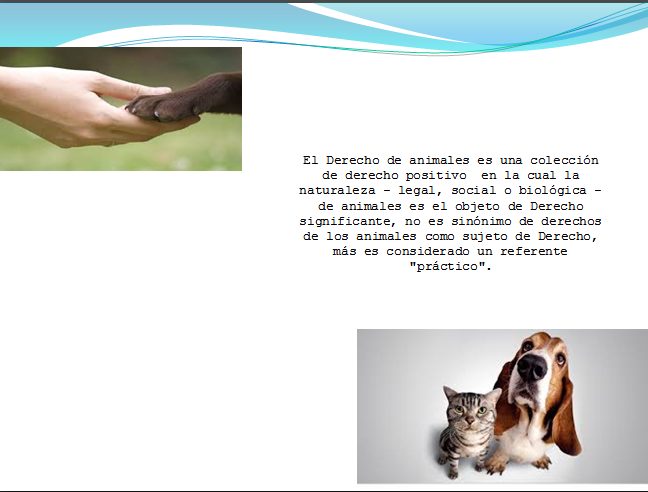 El Derecho de animales es una colección
de derecho positivo  en la cual la
naturaleza - legal, social o biológica -
de animales es el objeto de Derecho
significante, no es sinónimo de derechos
de los animales como sujeto de Derecho,
más es considerado un referente
"práctico".